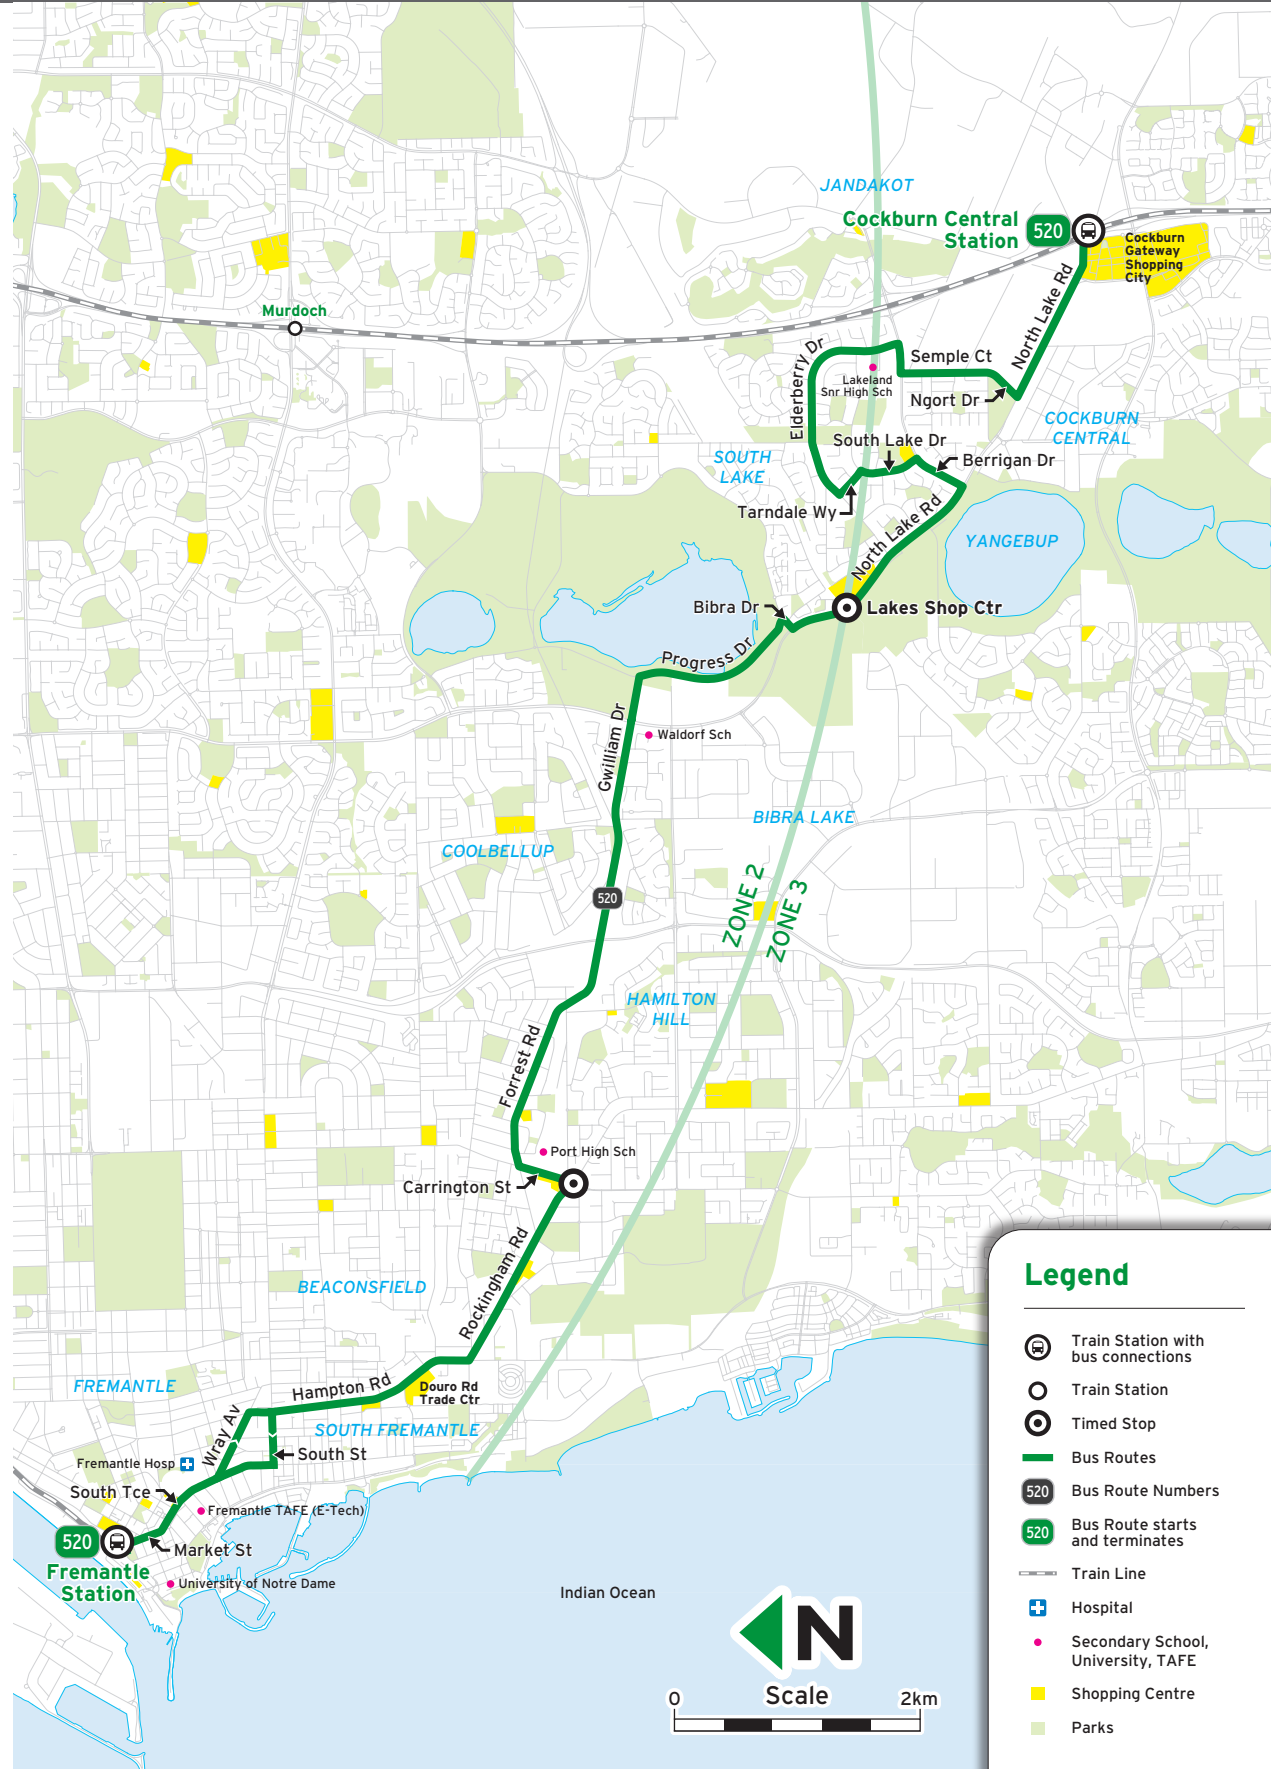 JANDAKOT
Cockburn Central
Station
520
Cockburn
Gateway
Shopping
City
North Lake Rd
Murdoch
Elderberry Dr
Semple Ct
Lakeland
Snr High Sch
Ngort Dr
COCKBURN
CENTRAL
South Lake Dr
Berrigan Dr
SOUTH
LAKE
Tarndale Wy
North Lake Rd
YANGEBUP
Bibra Dr
Lakes Shop Ctr
Progress Dr
Gwilliam Dr
Waldorf Sch
BIBRA LAKE
COOLBELLUP
ZONE 2
ZONE 3
520
HAMILTON
HILL
Forrest Rd
Port High Sch
Carrington St
Rockingham Rd
BEACONSFIELD
FREMANTLE
Hampton Rd
Douro Rd
Trade Ctr
SOUTH FREMANTLE
Wray Av
South St
Fremantle Hosp
South Tce
Fremantle TAFE (E-Tech)
520
Market St
Fremantle
Station
University of Notre Dame
Indian Ocean
N
0
Scale
2km
Legend
Train Station with
bus connections
Train Station
Timed Stop
Bus Routes
520
Bus Route Numbers
520
Bus Route starts
and terminates
Train Line
Hospital
Secondary School,
University, TAFE
Shopping Centre
Parks